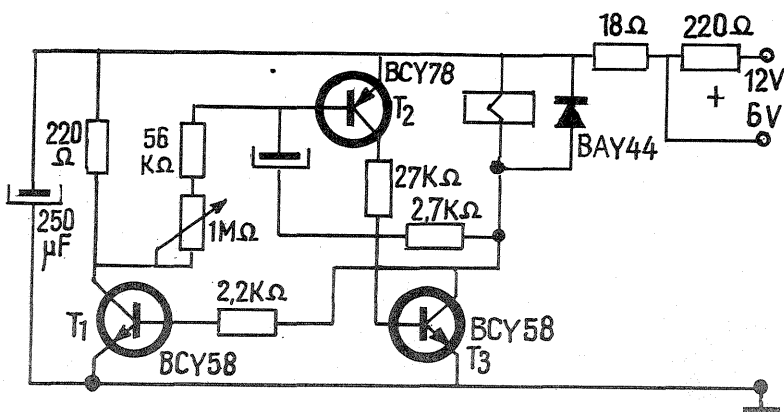 18Ω
220Ω
BCY78
T2
+
12V
6V
220
Ω
56
KΩ
BAY44
27KΩ
2,7KΩ
1MΩ
250
µF
2,2KΩ
T1
BCY58
BCY58
T3